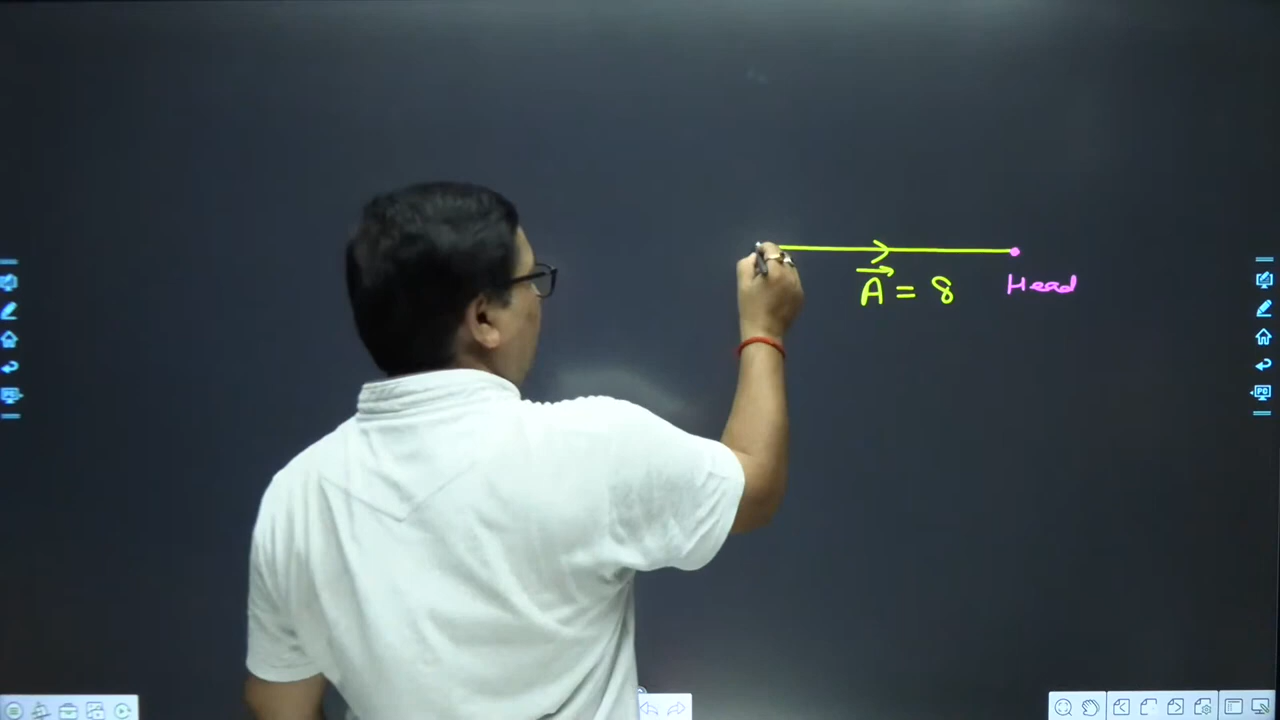 A⃗ = 8
Head